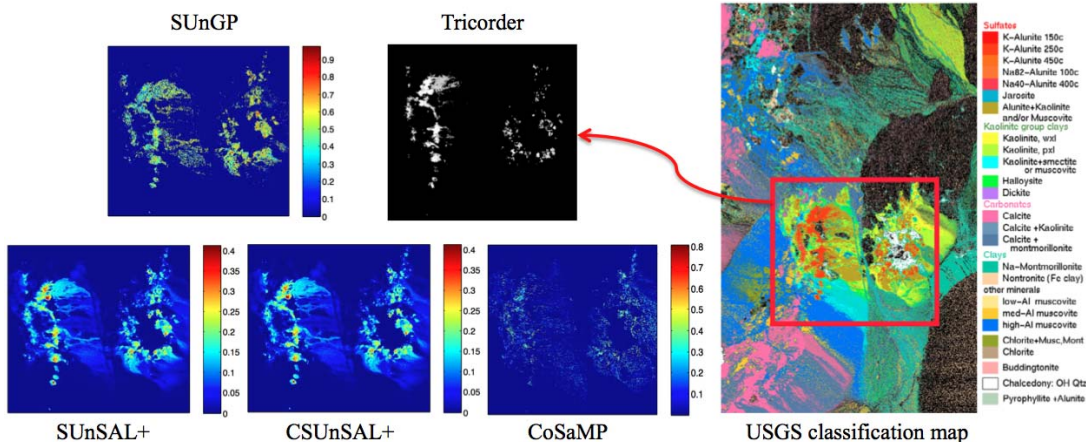 SUnGP
Tricorder
0.9
0.8
0.7
0.6
0.5
0.4
0.3
0.2
0.1
0
0.4
0.35
0.3
0.25
0.2
0.15
0.1
0.05
0
0.4
0.35
0.3
0.25
0.2
0.15
0.1
0.05
0
0.8
0.7
0.6
0.5
0.4
0.3
0.2
0.1
SUnSAL+
CSUnSAL+
CoSaMP
Sulfates
K-Alunite 150c
K-Alunite 250c
K-Alunite 450c
Na82-Alunite 100c
Na40-Alunite 400c
Jarosite
Alunite+Kaolinite
and/or Muscovite
Kaolinite group clays
Kaolinite, wxl
Kaolinite, pxl
Kaolinite+smectite
or muscovite
Halloysite
Dickite
Carbonates
Calcite
Calcite +Kaolinite
Calcite +
montmorillonite
Clays
Na-Montmorillonite
Nontronite (Fe clay)
other minerals
low-Al muscovite
med-Al muscovite
high-Al muscovite
Chlorite+Musc,Mont
Chlorite
Buddingtonite
Chalcedony: OH Qtz
Pyrophyllite +Alunite
USGS classification map